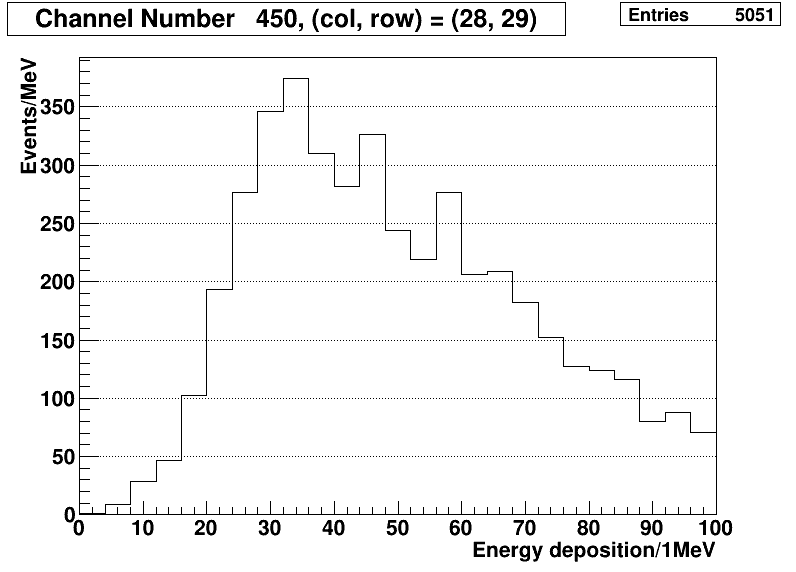 Channel Number 450, (col, row) = (28, 29)
Entries 5051
Events/MeV
350
300
250
200
150
100
50
0
0 10 20 30 40 50 60 70 80 90 100
Energy deposition/1MeV